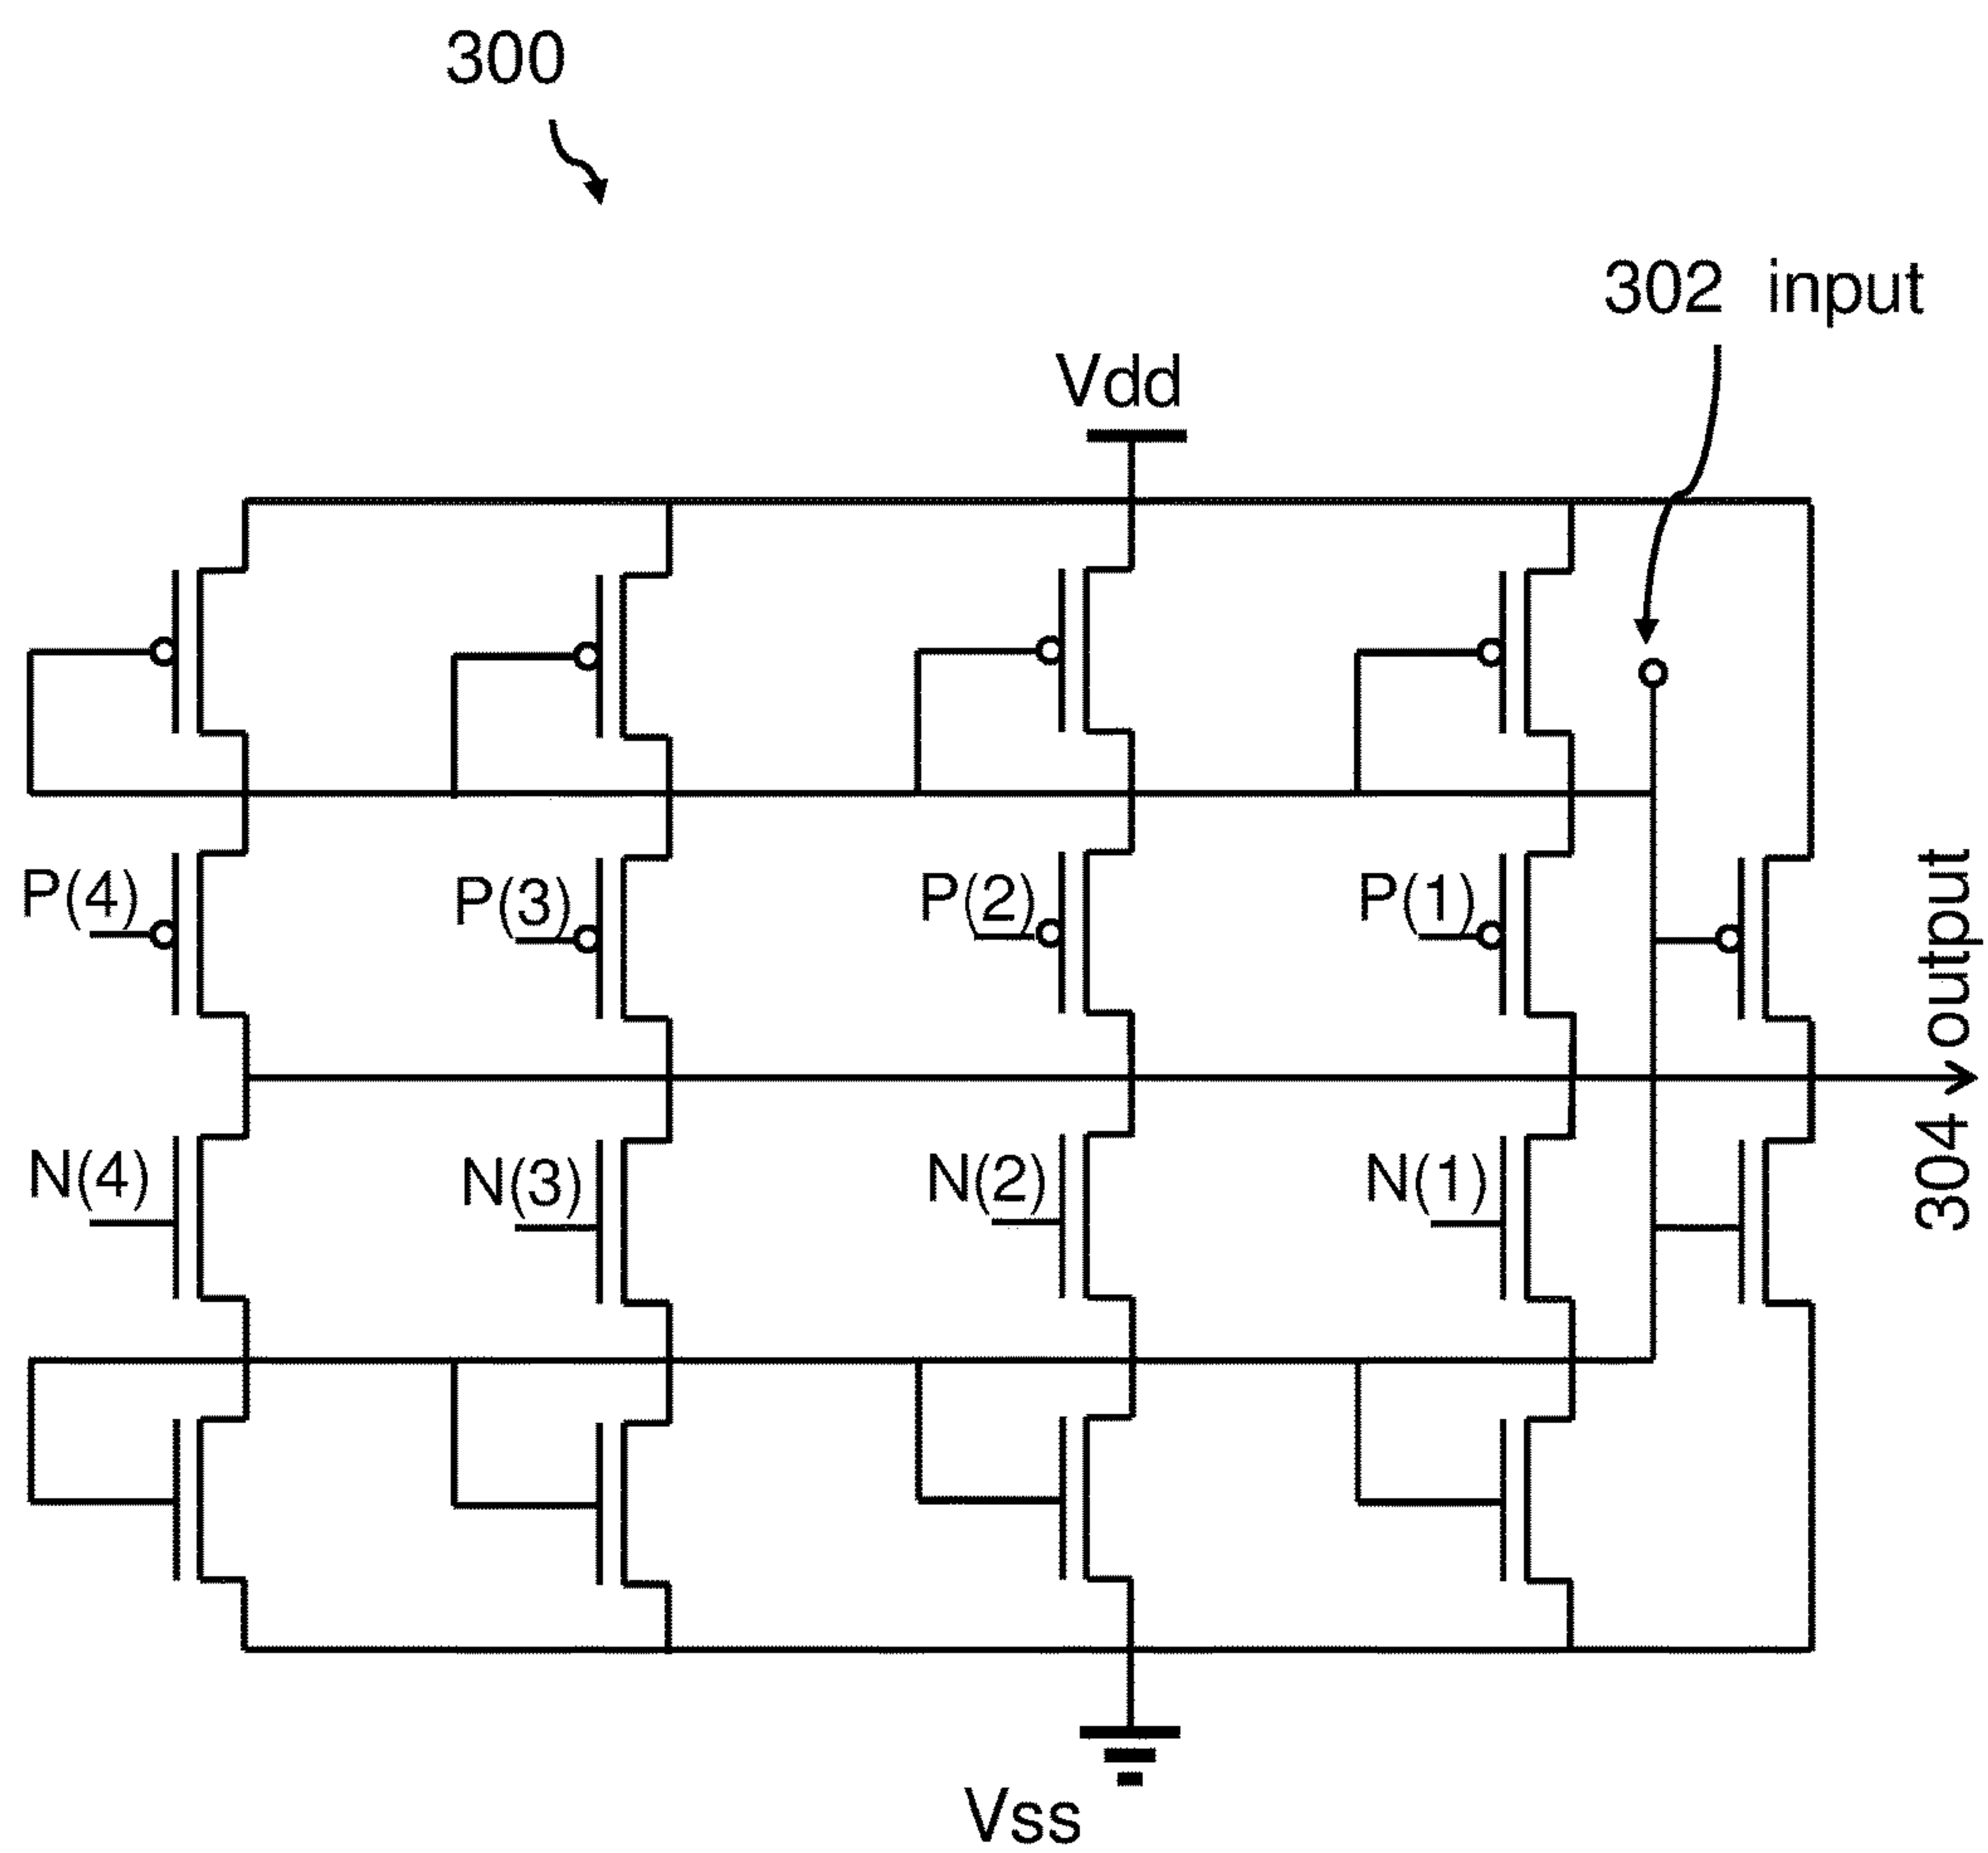 300
302 input
Vdd
P(4)
P(3)
P(2)
P(1)
304 output
N(4)
N(3)
N(2)
N(1)
Vss